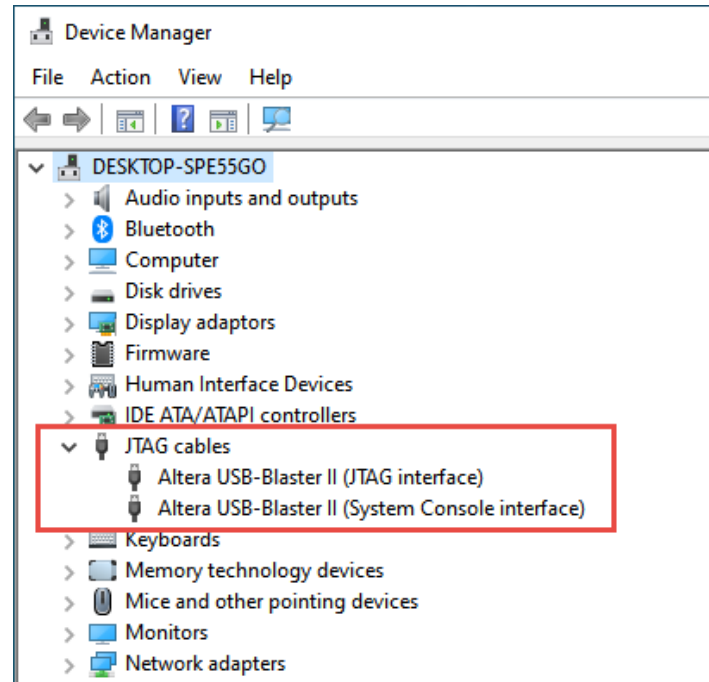 Device Manager
File Action View Help
DESKTOP-SPE55GO
Audio inputs and outputs
Bluetooth
Computer
Disk drives
Display adaptors
Firmware
Human Interface Devices
IDE ATA/ATAPI controllers
JTAG cables
Altera USB-Blaster II (JTAG interface)
Altera USB-Blaster II (System Console interface)
Keyboards
Memory technology devices
Mice and other pointing devices
Monitors
Network adapters